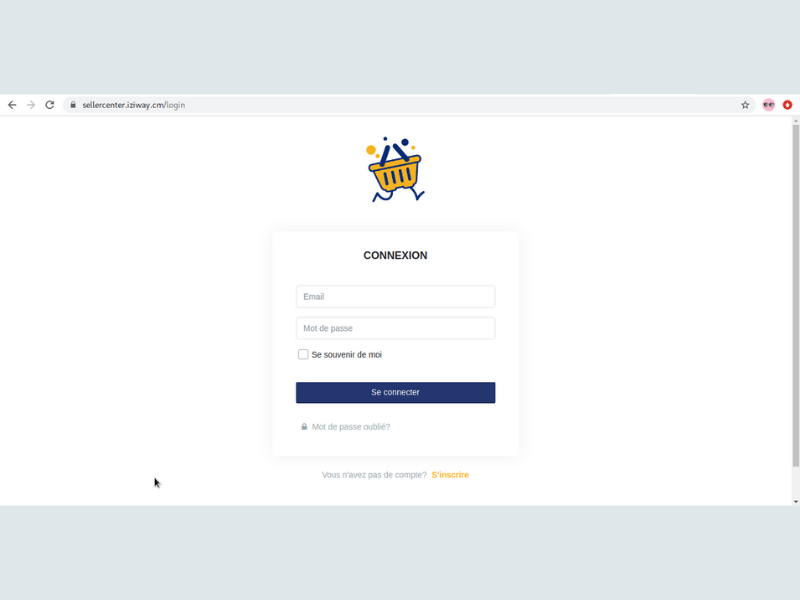 sellercenter.iziway.cm/login
CONNEXION
Email
Mot de passe
Se souvenir de moi
Se connecter
Mot de passe oublié?
Vous n'avez pas de compte? S'inscrire